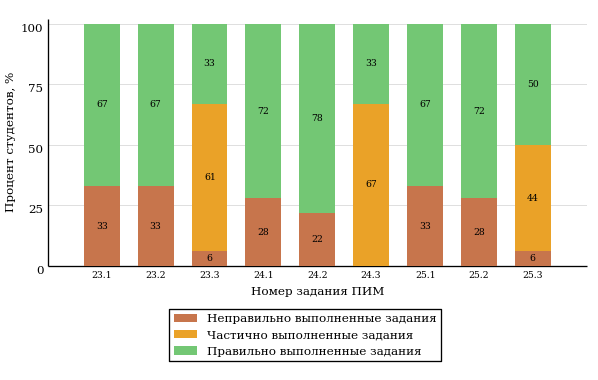 Процент студентов, %
100
75
50
25
0
67 67 33 72 78 33 67 72 50
61 67 44
33 33 6 28 22 33 28 6
23.1 23.2 23.3 24.1 24.2 24.3 25.1 25.2 25.3
Номер задания ПИМ
Неправильно выполненные задания
Частично выполненные задания
Правильно выполненные задания